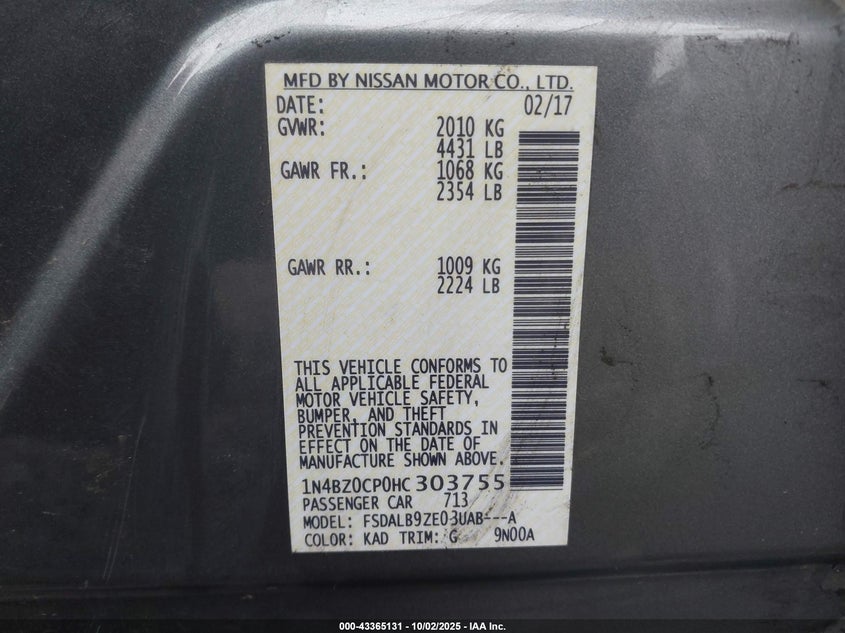 MFD BY NISSAN MOTOR CO., LTD.
DATE: 02/17
GVWR: 2010 KG
4431 LB
GAWR FR.: 1068 KG
2354 LB
GAWR RR.: 1009 KG
2224 LB
THIS VEHICLE CONFORMS TO
ALL APPLICABLE FEDERAL
MOTOR VEHICLE SAFETY,
BUMPER, AND THEFT
PREVENTION STANDARDS IN
EFFECT ON THE DATE OF
MANUFACTURE SHOWN ABOVE.
1N4BZ0CP0HC 303755
PASSENGER CAR 713
MODEL: FSDALB9ZE03UAB---A
COLOR: KAD TRIM: G 9N00A
000-43365131 - 10/02/2025 - IAA Inc.